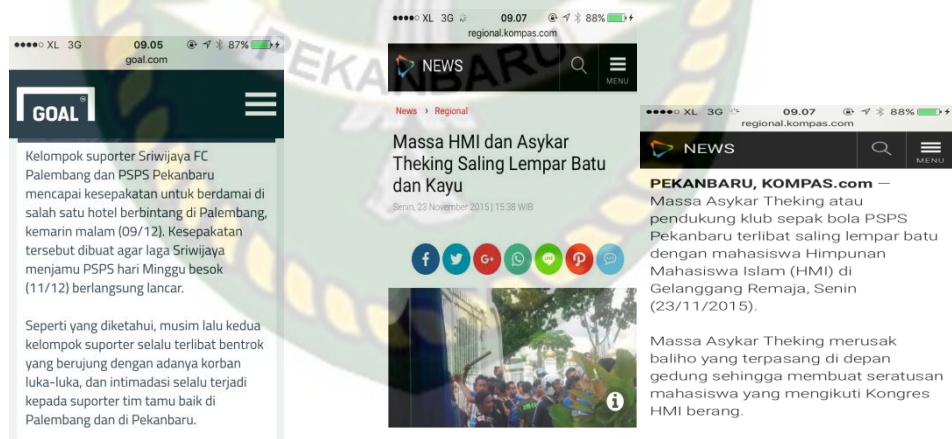 PEKANBARU
●●●●○ XL 3G 09.05 87%
goal.com
GOAL
Kelompok suporter Sriwijaya FC
Palembang dan PSPS Pekanbaru
mencapai kesepakatan untuk berdamai di
salah satu hotel berbintang di Palembang,
kemarin malam (09/12). Kesepakatan
tersebut dibuat agar laga Sriwijaya
menjamu PSPS hari Minggu besok
(11/12) berlangsung lancar.
Seperti yang diketahui, musim lalu kedua
kelompok suporter selalu terlibat bentrok
yang berujung dengan adanya korban
luka-luka, dan intimadasi selalu terjadi
kepada suporter tim tamu baik di
Palembang dan di Pekanbaru.
●●●●○ XL 3G 09.07 88%
regional.kompas.com
NEWS
MENU
News › Regional
Massa HMI dan Asykar
Theking Saling Lempar Batu
dan Kayu
Senin, 23 November 2015 | 15:38 WIB
●●●●○ XL 3G 09.07 88%
regional.kompas.com
NEWS
MENU
PEKANBARU, KOMPAS.com —
Massa Asykar Theking atau
pendukung klub sepak bola PSPS
Pekanbaru terlibat saling lempar batu
dengan mahasiswa Himpunan
Mahasiswa Islam (HMI) di
Gelanggang Remaja, Senin
(23/11/2015).
Massa Asykar Theking merusak
baliho yang terpasang di depan
gedung sehingga membuat seratusan
mahasiswa yang mengikuti Kongres
HMI berang.